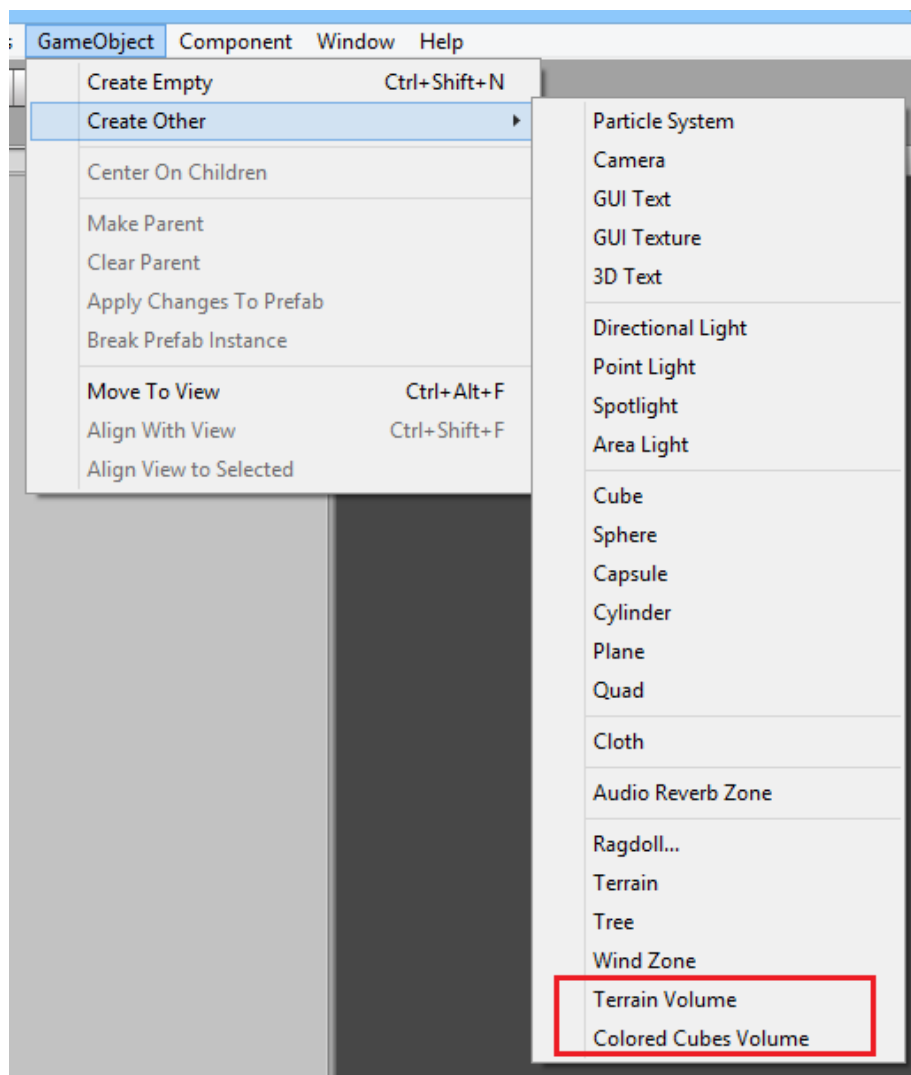 GameObject Component Window Help
Create Empty Ctrl+Shift+N
Create Other
Center On Children
Make Parent
Clear Parent
Apply Changes To Prefab
Break Prefab Instance
Move To View Ctrl+Alt+F
Align With View Ctrl+Shift+F
Align View to Selected
Particle System
Camera
GUI Text
GUI Texture
3D Text
Directional Light
Point Light
Spotlight
Area Light
Cube
Sphere
Capsule
Cylinder
Plane
Quad
Cloth
Audio Reverb Zone
Ragdoll...
Terrain
Tree
Wind Zone
Terrain Volume
Colored Cubes Volume